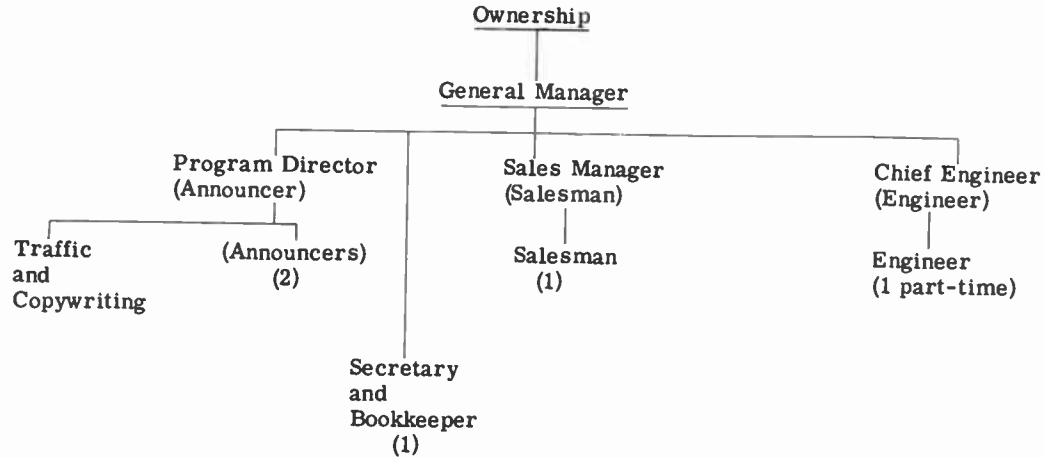 Ownership
General Manager
Program Director
(Announcer)
Sales Manager
(Salesman)
Chief Engineer
(Engineer)
Traffic
and
Copywriting
(Announcers)
(2)
Salesman
(1)
Engineer
(1 part-time)
Secretary
and
Bookkeeper
(1)